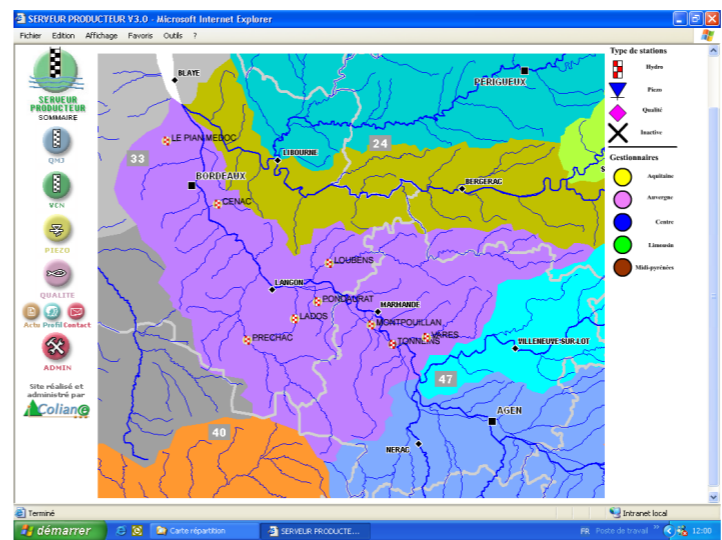 SERVEUR PRODUCTEUR V3.0 - Microsoft Internet Explorer
Fichier Edition Affichage Favoris Outils ?
SERVEUR
PRODUCTEUR
SOMMAIRE
QM3
VCN
PIEZO
QUALITE
Actu Profil Contact
ADMIN
Site réalisé et
administré par
Coliane
BLAYE
PÉRIGUEUX
LE PIAN-MEDOC
24
33
LIBOURNE
BORDEAUX
BERGERAC
CENAC
LOUBENS
LANGON
PONDAURAT
MARMANDE
LADOS
MONTPOUILLAN
PRECHAC
VARES
TONNEINS
VILLENEUVE-SUR-LOT
47
AGEN
40
NERAC
Type de stations
Hydro
Piezo
Qualité
Inactive
Gestionnaires
Aquitaine
Auvergne
Centre
Limousin
Midi-pyrénées
Terminé
Intranet local
démarrer
Carte répartition
SERVEUR PRODUCTE...
FR
Poste de travail
»
12:00